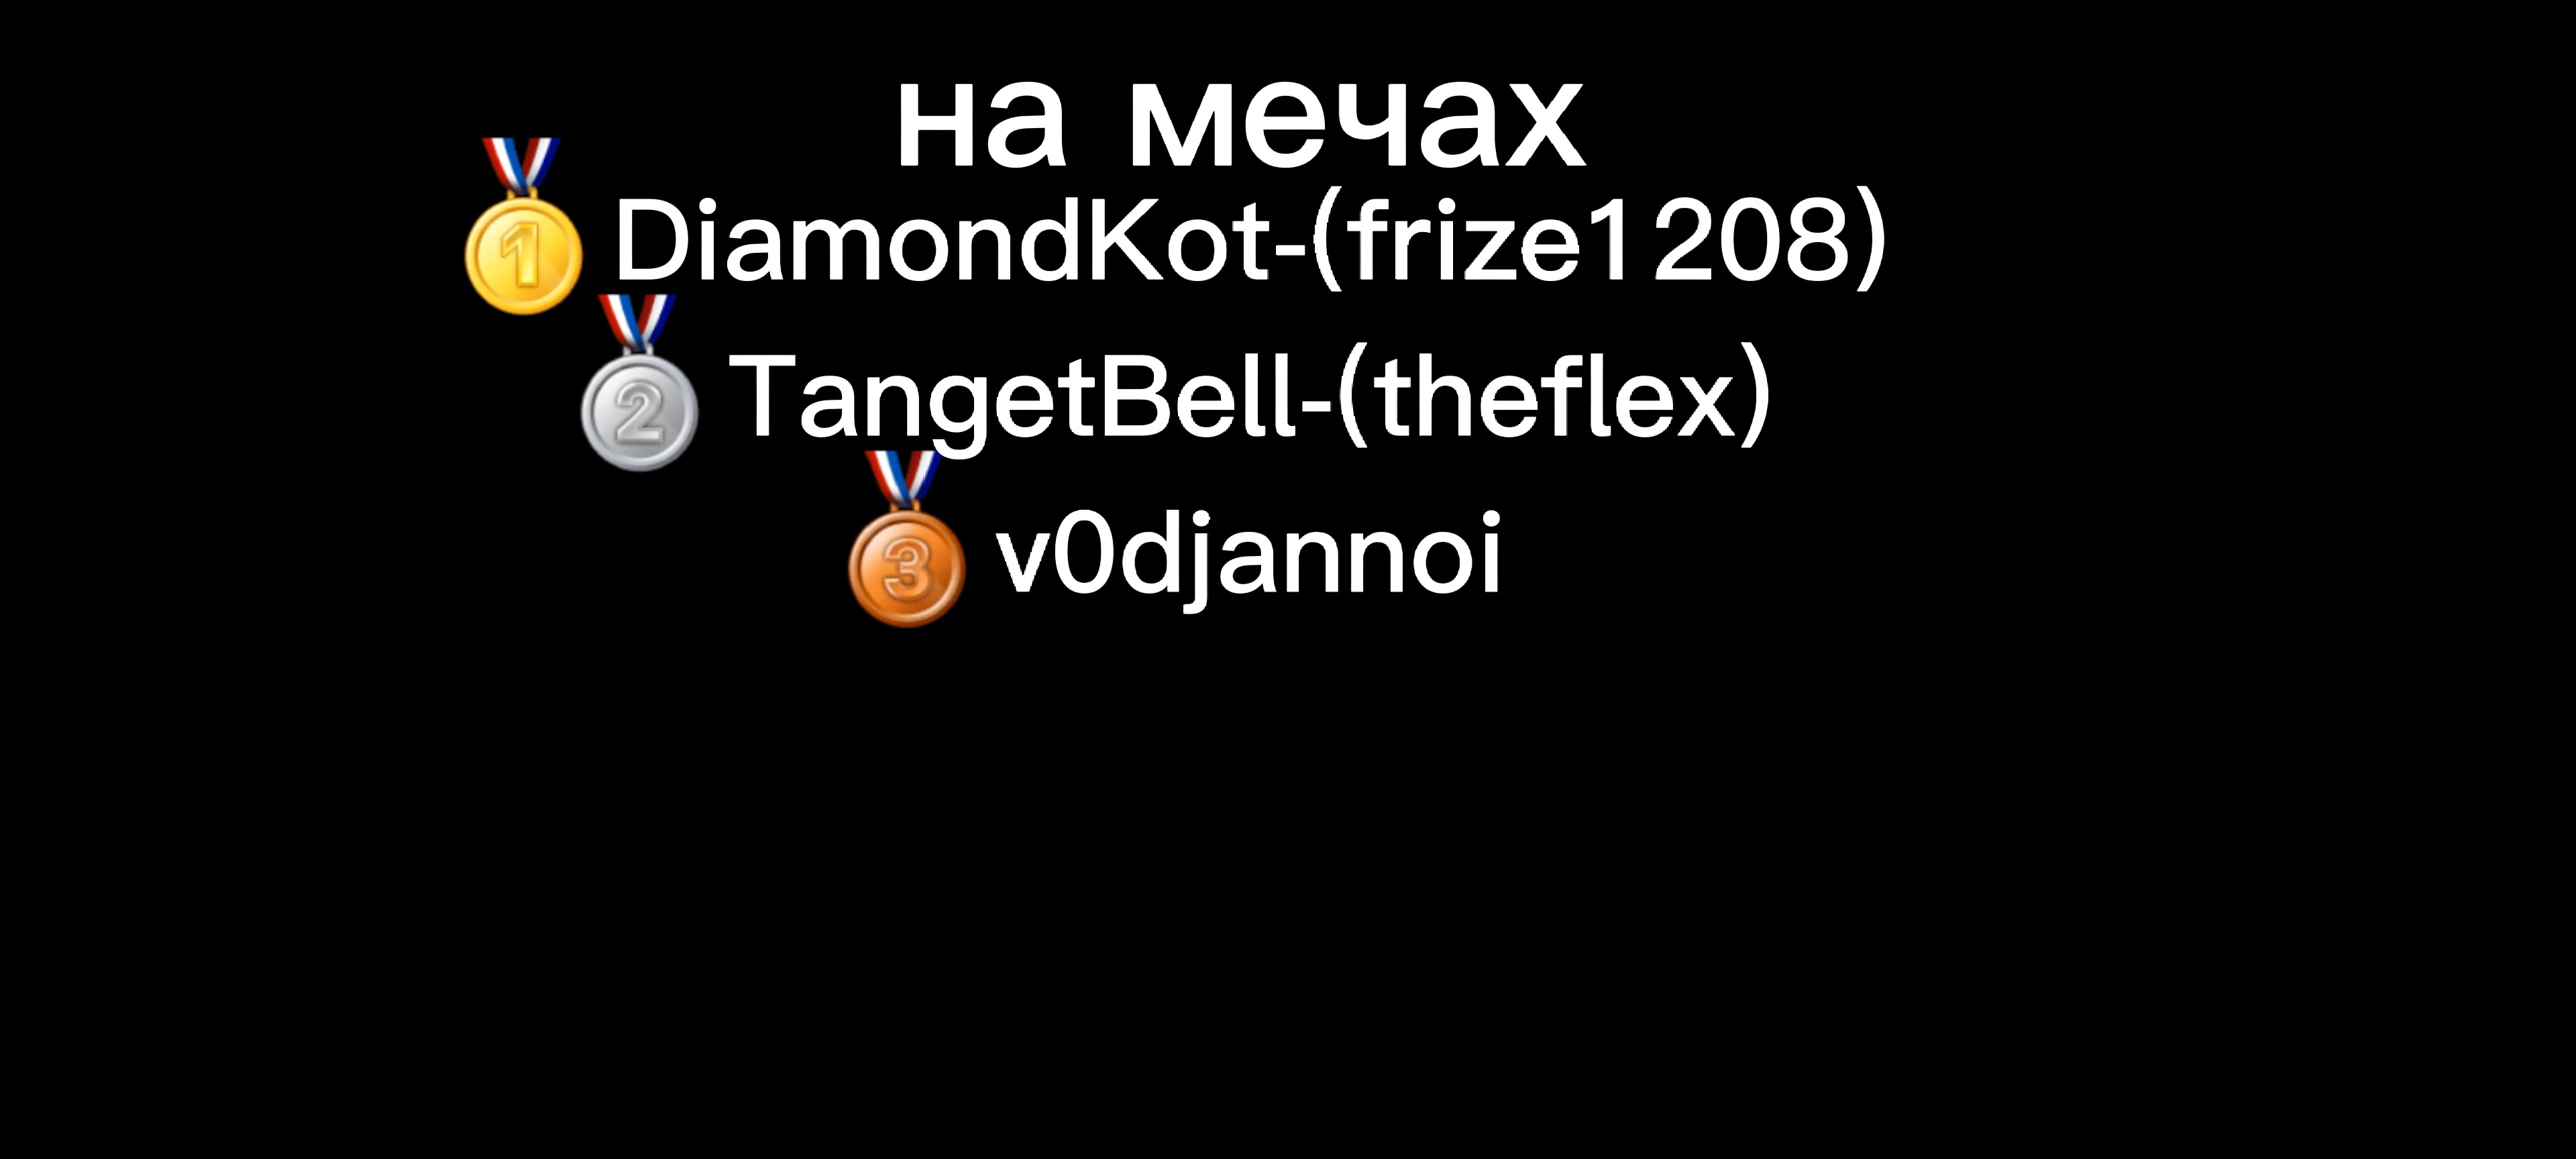 на мечах
🥇 DiamondKot-(frize1208)
🥈 TangetBell-(theflex)
🥉 v0djannoi